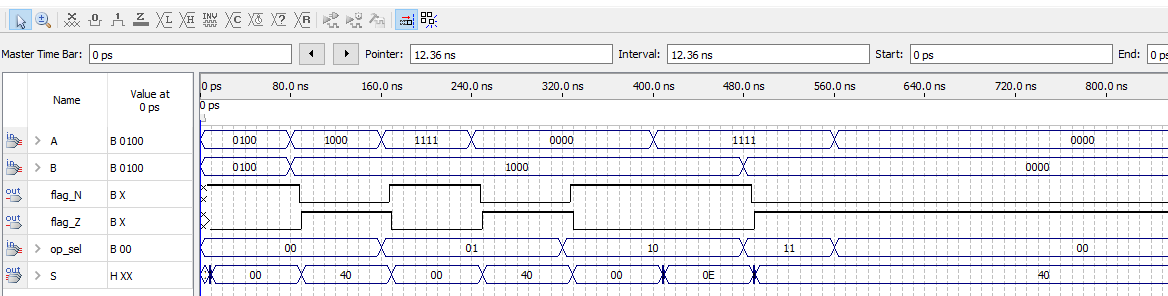 X 0 1 Z L H INV C ? R
Master Time Bar: 0 ps Pointer: 12.36 ns Interval: 12.36 ns Start: 0 ps End: 0 ps
Name Value at 0 ps 0 ps 80.0 ns 160.0 ns 240.0 ns 320.0 ns 400.0 ns 480.0 ns 560.0 ns 640.0 ns 720.0 ns 800.0 ns
0 ps
in A B 0100 0100 1000 1111 0000 1111 0000
in B B 0100 0100 1000 0000
out flag_N B X
out flag_Z B X
in op_sel B 00 00 01 10 11 00
out S H XX 00 40 00 40 00 0E 40